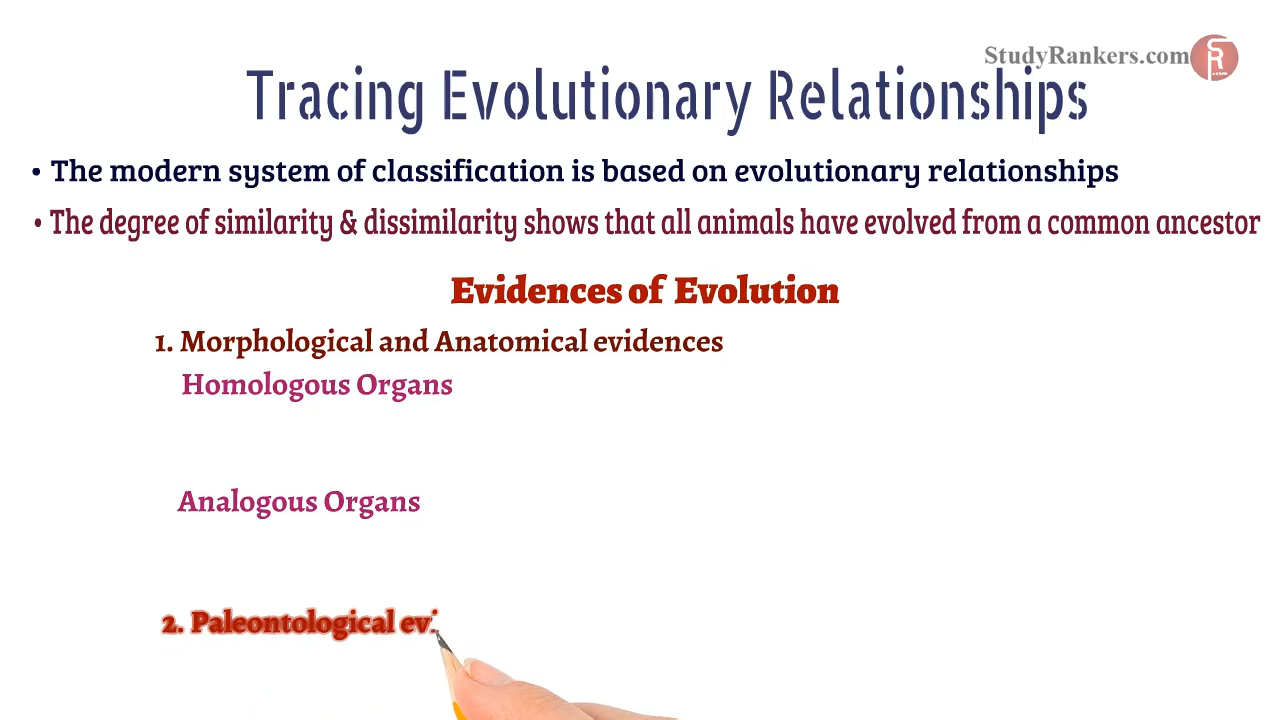 StudyRankers.com
Tracing Evolutionary Relationships
• The modern system of classification is based on evolutionary relationships
• The degree of similarity & dissimilarity shows that all animals have evolved from a common ancestor
Evidences of Evolution
1. Morphological and Anatomical evidences
Homologous Organs
Analogous Organs
2. Paleontological evi